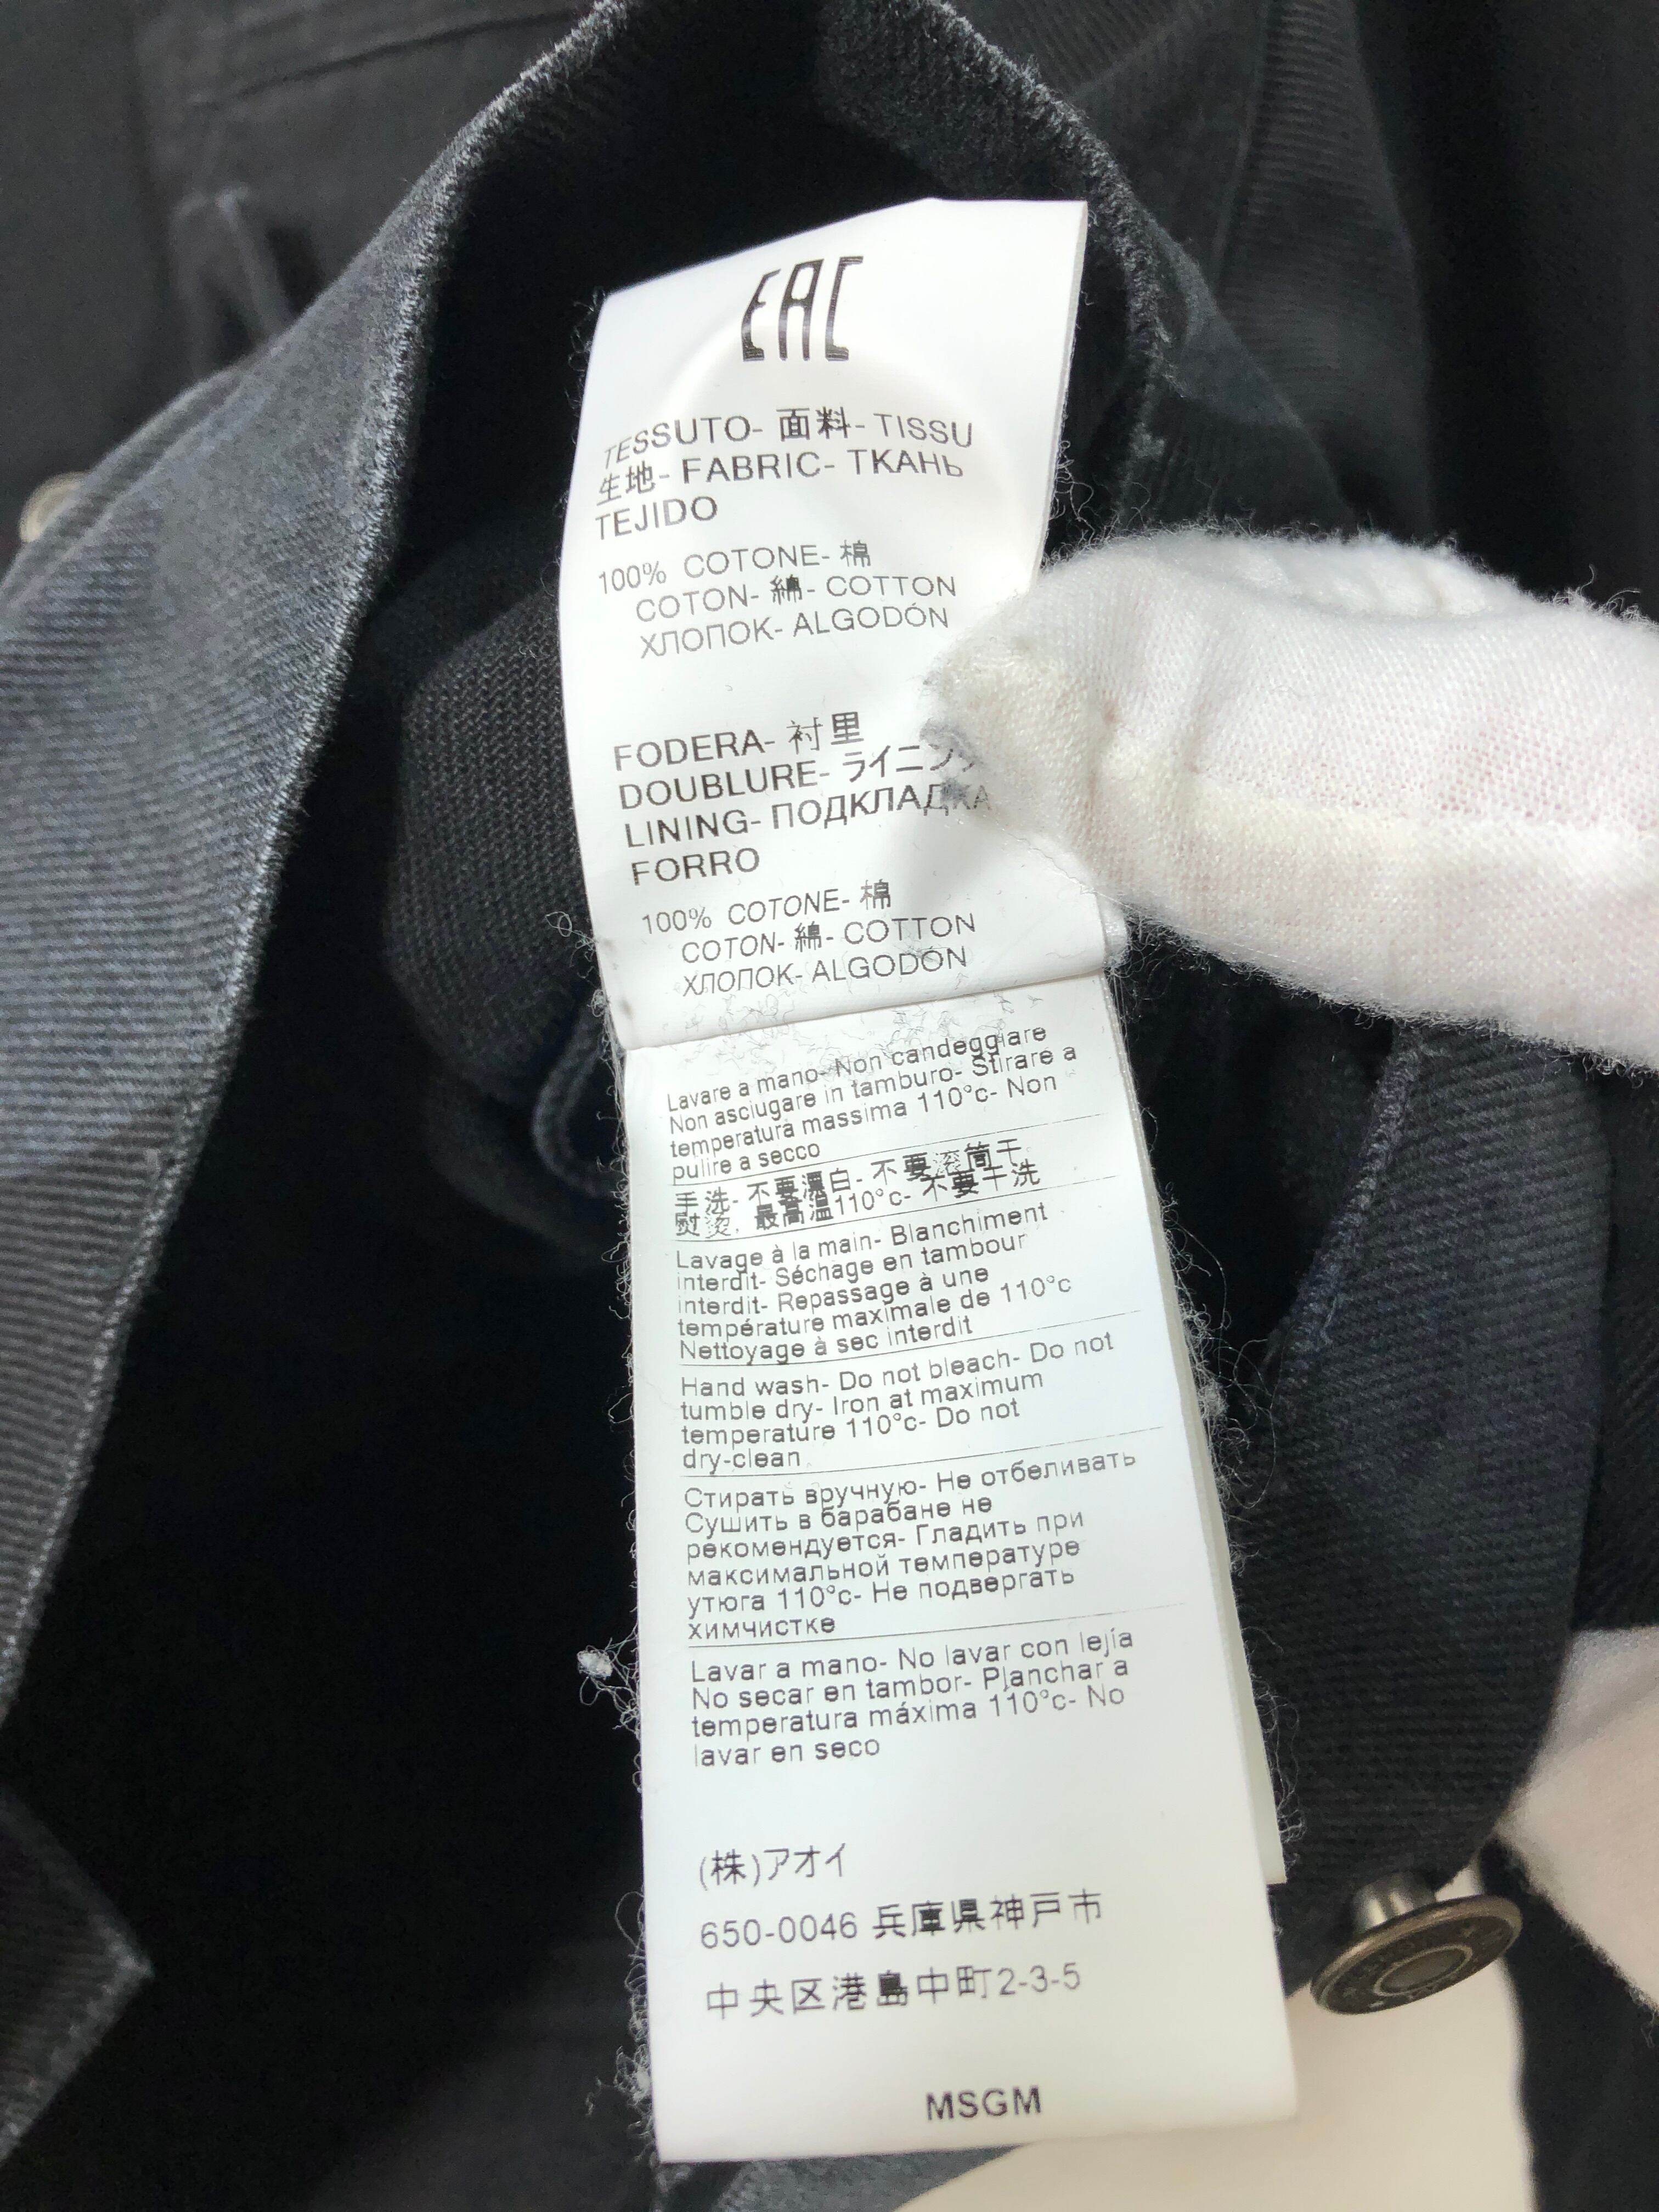 EAC
TESSUTO- 面料- TISSU
生地- FABRIC- ТКАНЬ
TEJIDO
100% COTONE- 棉
COTON- 綿- COTTON
ХЛОПОК- ALGODÓN
FODERA- 衬里
DOUBLURE- ライニング
LINING- ПОДКЛАДКА
FORRO
100% COTONE- 棉
COTON- 綿- COTTON
ХЛОПОК- ALGODÓN
Lavare a mano- Non candeggiare
Non asciugare in tamburo- Stirare a
temperatura massima 110°c- Non
pulire a secco
手洗- 不要漂白- 不要滚筒干
熨烫, 最高温110°c- 不要干洗
Lavage à la main- Blanchiment
interdit- Séchage en tambour
interdit- Repassage à une
température maximale de 110°c
Nettoyage à sec interdit
Hand wash- Do not bleach- Do not
tumble dry- Iron at maximum
temperature 110°c- Do not
dry-clean
Стирать вручную- Не отбеливать
Сушить в барабане не
рекомендуется- Гладить при
максимальной температуре
утюга 110°c- Не подвергать
химчистке
Lavar a mano- No lavar con lejía
No secar en tambor- Planchar a
temperatura máxima 110°c- No
lavar en seco
(株)アオイ
650-0046 兵庫県神戸市
中央区港島中町2-3-5
MSGM